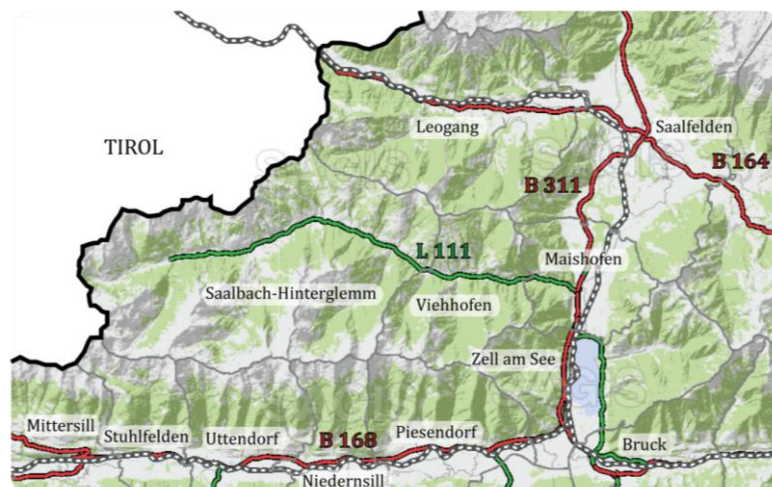 TIROL
Leogang
Saalfelden
B 164
B 311
L 111
Maishofen
Saalbach-Hinterglemm
Viehhofen
Zell am See
Mittersill
Stuhlfelden
Uttendorf
B 168
Piesendorf
Bruck
Niedernsill